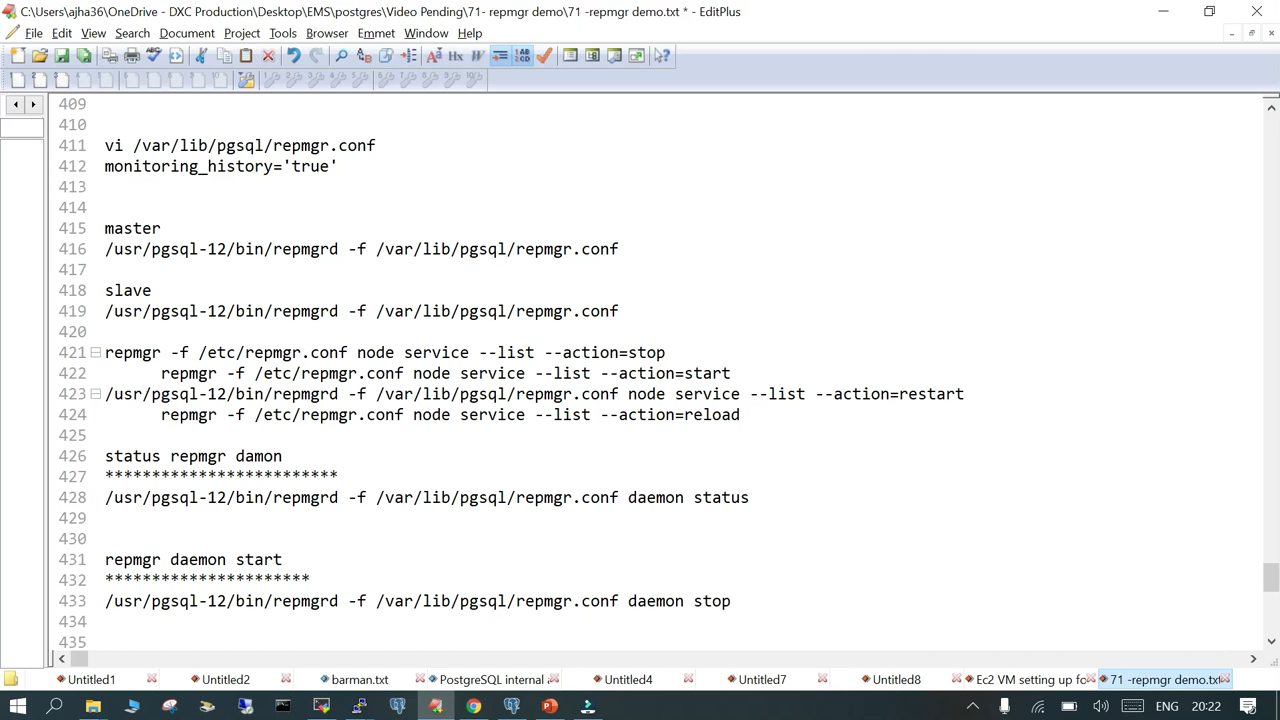 C:\Users\ajha36\OneDrive - DXC Production\Desktop\EMS\postgres\Video Pending\71- repmgr demo\71 -repmgr demo.txt * - EditPlus
File Edit View Search Document Project Tools Browser Emmet Window Help
409
410
411 vi /var/lib/pgsql/repmgr.conf
412 monitoring_history='true'
413
414
415 master
416 /usr/pgsql-12/bin/repmgrd -f /var/lib/pgsql/repmgr.conf
417
418 slave
419 /usr/pgsql-12/bin/repmgrd -f /var/lib/pgsql/repmgr.conf
420
421 repmgr -f /etc/repmgr.conf node service --list --action=stop
422 repmgr -f /etc/repmgr.conf node service --list --action=start
423 /usr/pgsql-12/bin/repmgrd -f /var/lib/pgsql/repmgr.conf node service --list --action=restart
424 repmgr -f /etc/repmgr.conf node service --list --action=reload
425
426 status repmgr damon
427 *************************
428 /usr/pgsql-12/bin/repmgrd -f /var/lib/pgsql/repmgr.conf daemon status
429
430
431 repmgr daemon start
432 **********************
433 /usr/pgsql-12/bin/repmgrd -f /var/lib/pgsql/repmgr.conf daemon stop
434
435
Untitled1 Untitled2 barman.txt PostgreSQL internal Untitled4 Untitled7 Untitled8 Ec2 VM setting up fo 71 -repmgr demo.txt
ENG 20:22